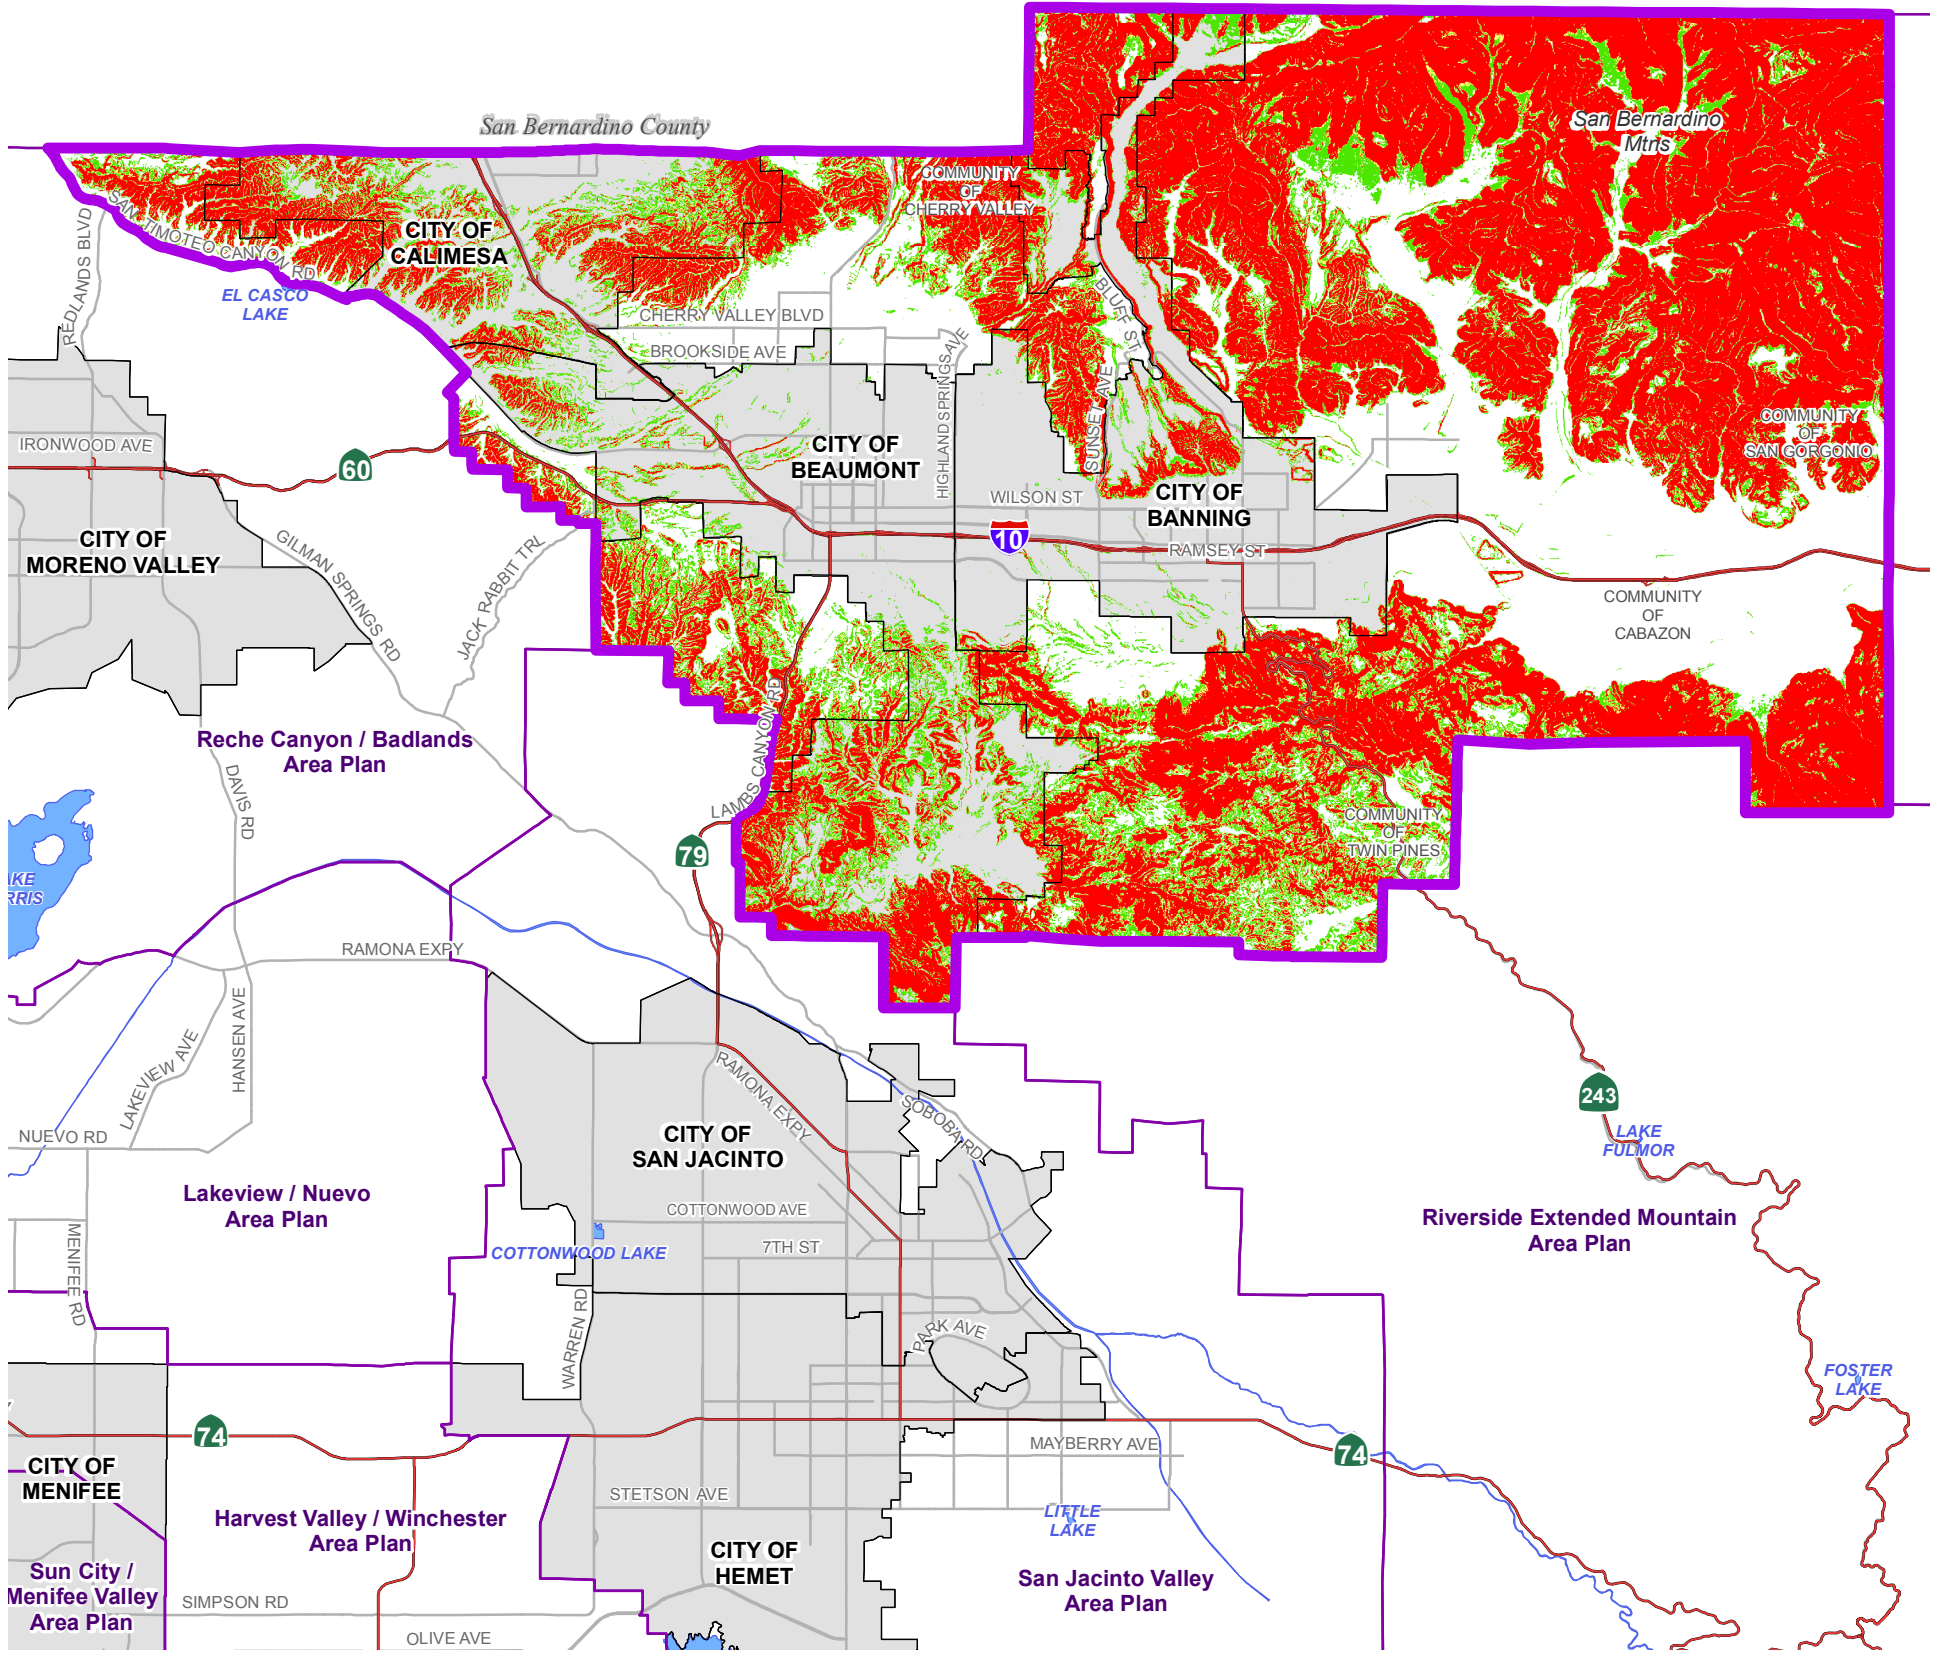 San Bernardino County
San Bernardino
Mtns
COMMUNITY
OF
CHERRY VALLEY
CITY OF
CALIMESA
SAN TIMOTEO CANYON RD
REDLANDS BLVD
EL CASCO
LAKE
CHERRY VALLEY BLVD
BROOKSIDE AVE
HIGHLAND SPRINGS AVE
BLUFF ST
SUNSET AVE
COMMUNITY
OF
SAN GORGONIO
IRONWOOD AVE
60
CITY OF
BEAUMONT
WILSON ST
CITY OF
BANNING
10
RAMSEY ST
CITY OF
MORENO VALLEY
GILMAN SPRINGS RD
JACK RABBIT TRL
COMMUNITY
OF
CABAZON
Reche Canyon / Badlands
Area Plan
LAMBS CANYON RD
DAVIS RD
79
COMMUNITY
OF
TWIN PINES
AKE
RRIS
RAMONA EXPY
HANSEN AVE
LAKEVIEW AVE
NUEVO RD
RAMONA EXPY
SOBOBA RD
243
LAKE
FULMOR
CITY OF
SAN JACINTO
Lakeview / Nuevo
Area Plan
COTTONWOOD AVE
7TH ST
COTTONWOOD LAKE
Riverside Extended Mountain
Area Plan
MENIFEE RD
WARREN RD
PARK AVE
FOSTER
LAKE
74
MAYBERRY AVE
74
CITY OF
MENIFEE
STETSON AVE
LITTLE
LAKE
Harvest Valley / Winchester
Area Plan
CITY OF
HEMET
Sun City /
Menifee Valley
Area Plan
San Jacinto Valley
Area Plan
SIMPSON RD
OLIVE AVE